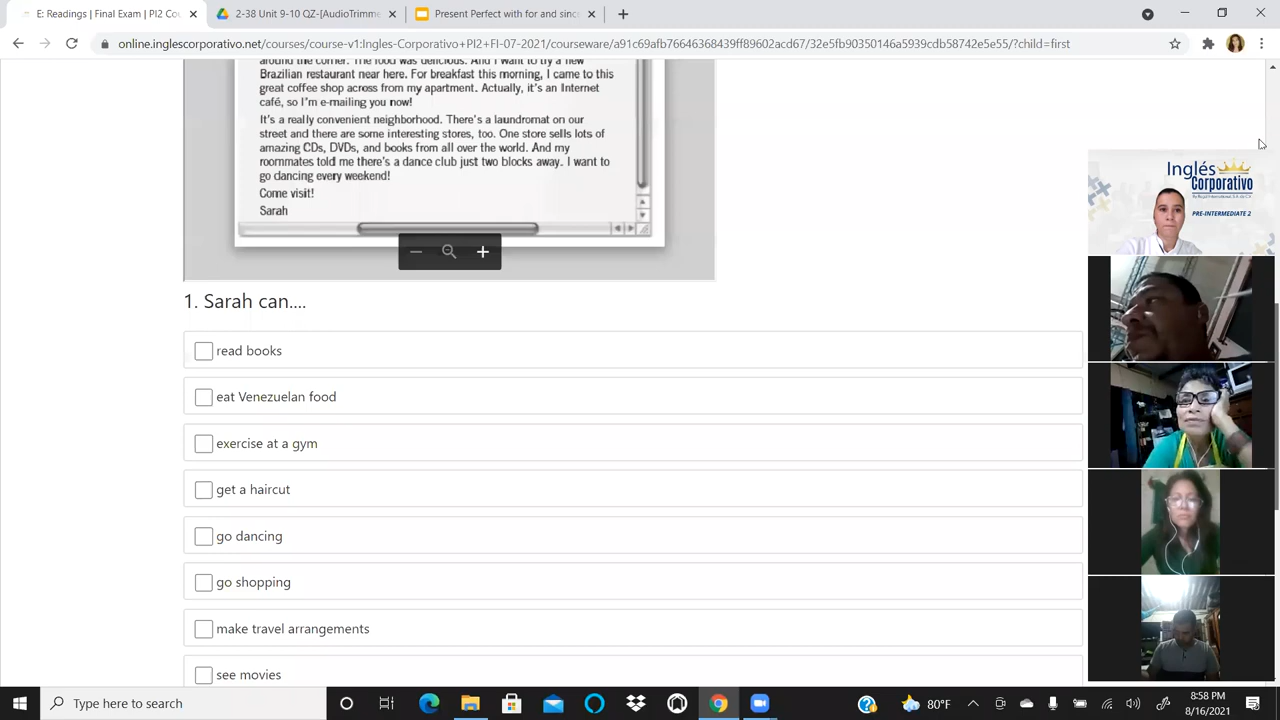 E: Readings | Final Exam | PI2 Co
2-38 Unit 9-10 QZ-[AudioTrimme
Present Perfect with for and sinc
online.inglescorporativo.net/courses/course-v1:Ingles-Corporativo+PI2+FI-01-2021/courseware/a91c69afb76646368439ff89602acd67/32e5fb90350146a5939cdb58742e5e55/?child=first
around the corner. The food was delicious. And I want to try a new
Brazilian restaurant near here. For breakfast this morning, I came to this
great coffee shop across from my apartment. Actually, it's an Internet
café, so I'm e-mailing you now!
It's a really convenient neighborhood. There's a laundromat on our
street and there are some interesting stores, too. One store sells lots of
amazing CDs, DVDs, and books from all over the world. And my
roommates told me there's a dance club just two blocks away. I want to
go dancing every weekend!
Come visit!
Sarah
1. Sarah can....
read books
eat Venezuelan food
exercise at a gym
get a haircut
go dancing
go shopping
make travel arrangements
see movies
Inglés
Corporativo
PRE-INTERMEDIATE 2
Type here to search
80°F
8:58 PM
8/16/2021